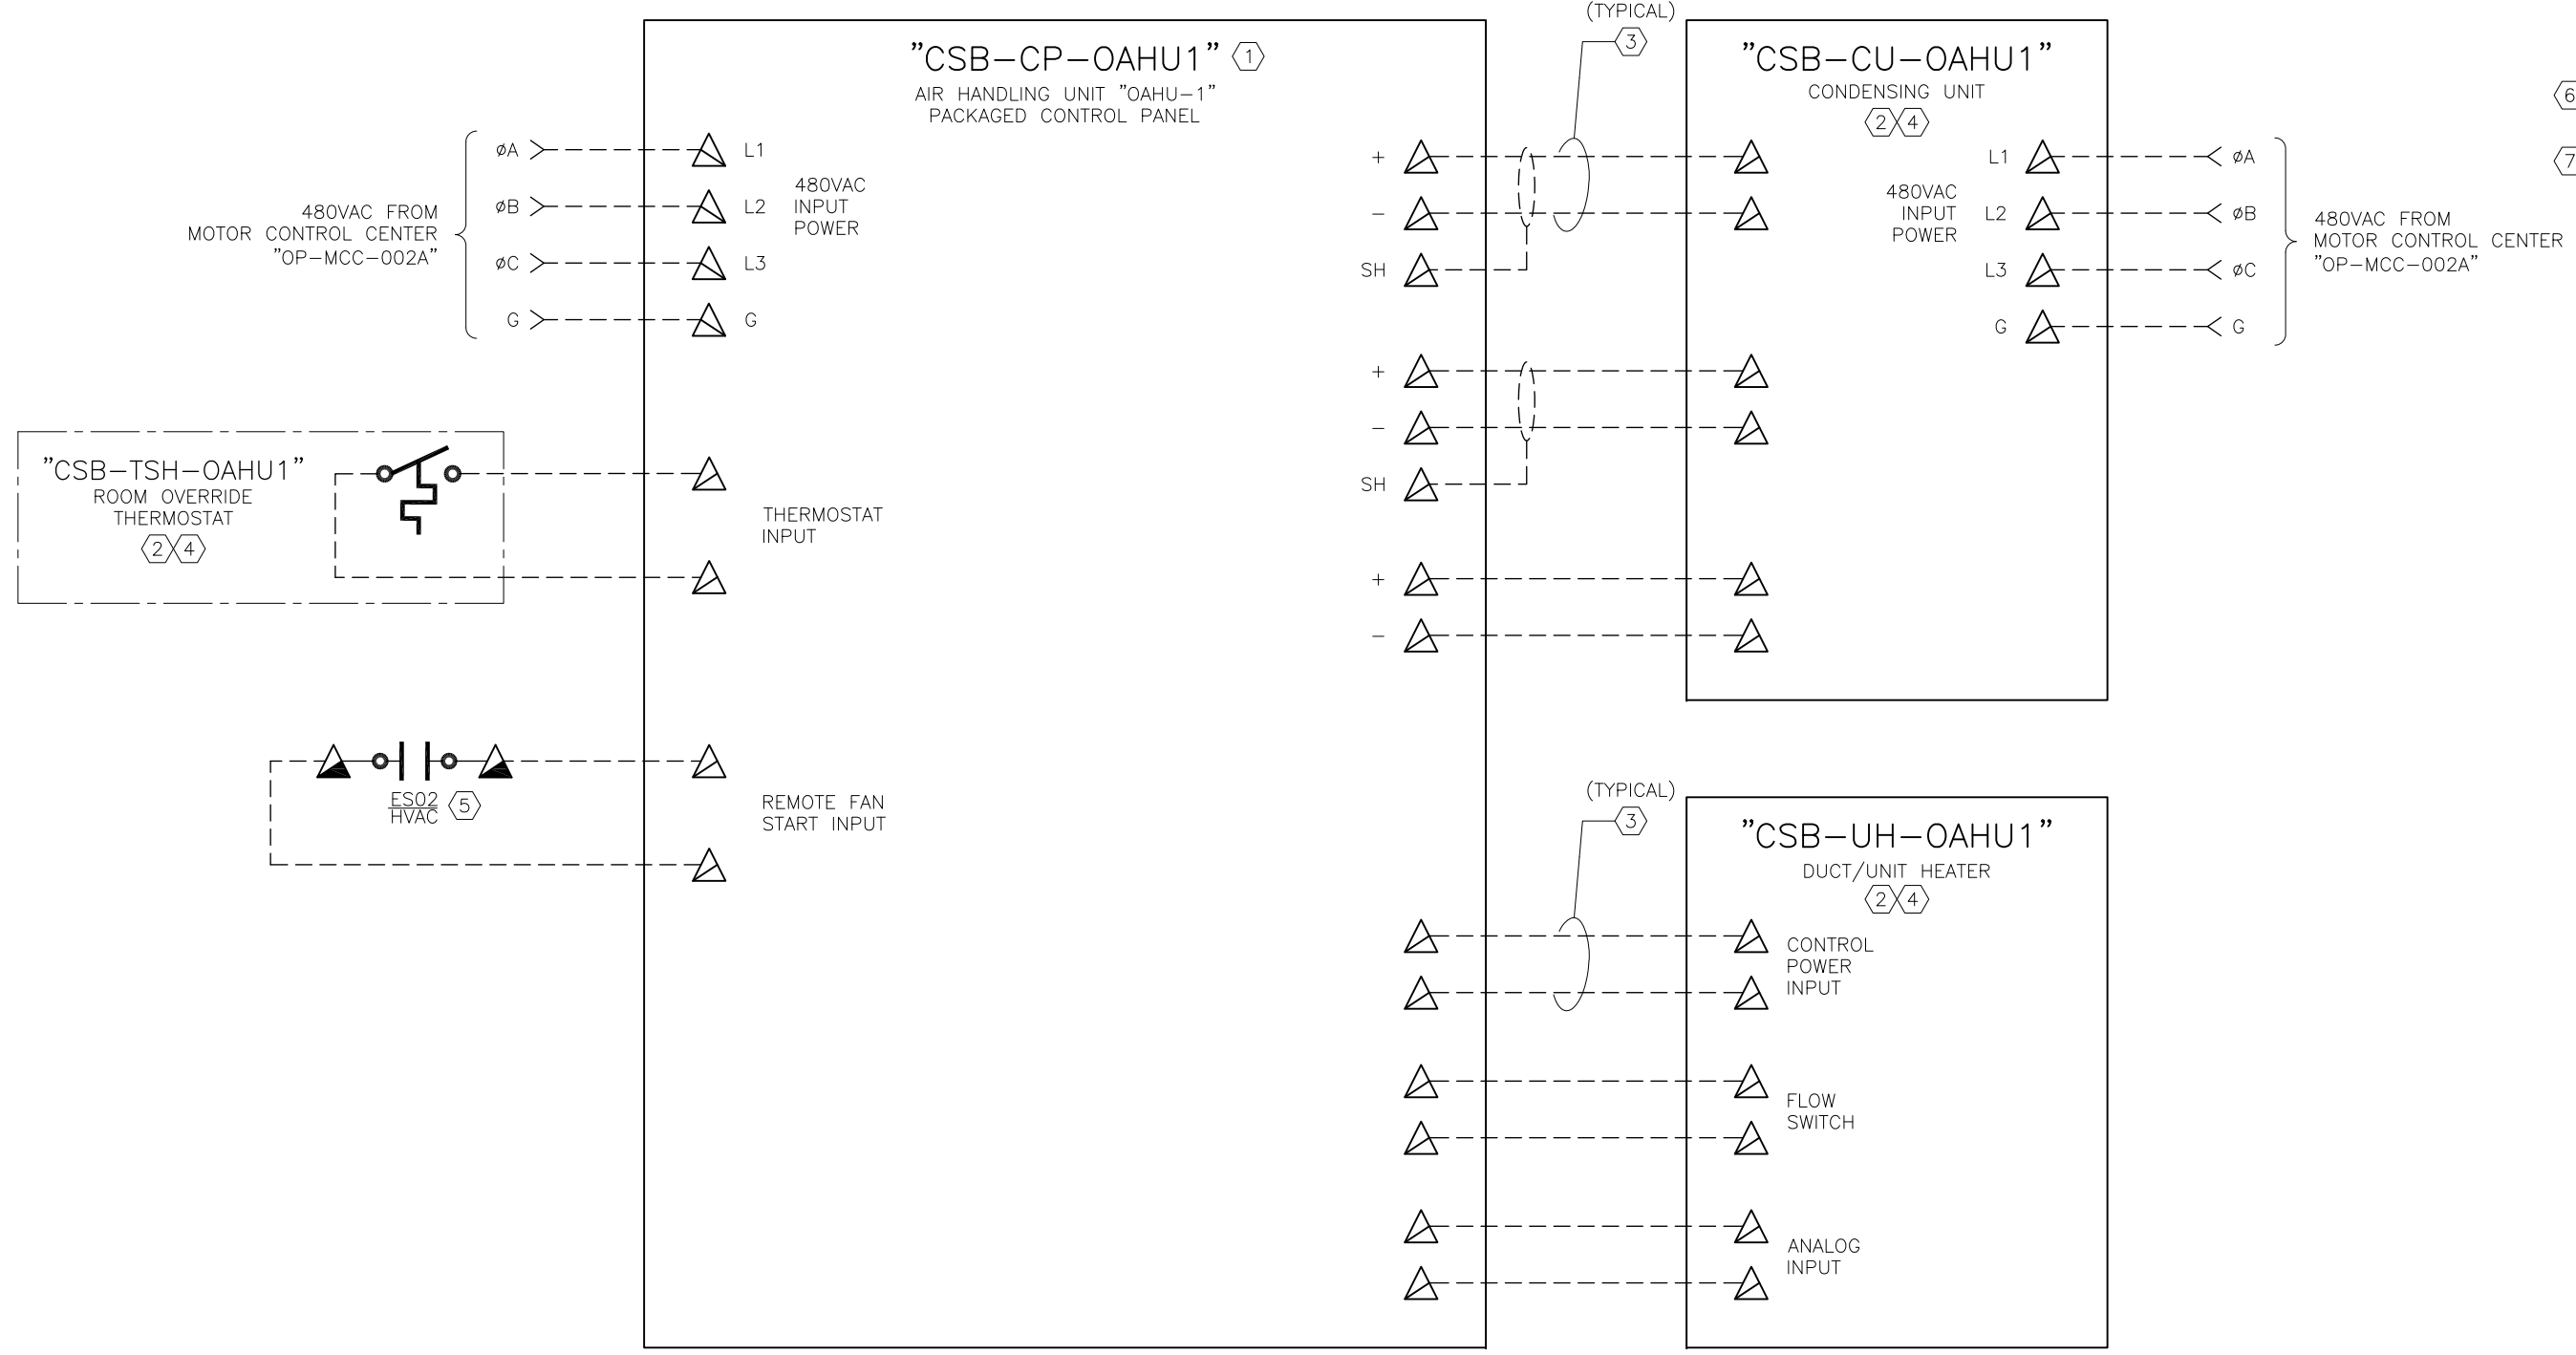 "CSB-CP-OAHU1" 1
AIR HANDLING UNIT "OAHU-1"
PACKAGED CONTROL PANEL
480VAC FROM
MOTOR CONTROL CENTER
"OP-MCC-002A"
øA
øB
øC
G
L1
L2
L3
G
480VAC
INPUT
POWER
"CSB-TSH-OAHU1"
ROOM OVERRIDE
THERMOSTAT
2 4
THERMOSTAT
INPUT
ES02
HVAC
5
REMOTE FAN
START INPUT
(TYPICAL)
3
+
-
SH
+
-
SH
+
-
"CSB-CU-OAHU1"
CONDENSING UNIT
2 4
480VAC
INPUT
POWER
L1
L2
L3
G
øA
øB
øC
G
480VAC FROM
MOTOR CONTROL CENTER
"OP-MCC-002A"
6
7
(TYPICAL)
3
"CSB-UH-OAHU1"
DUCT/UNIT HEATER
2 4
CONTROL
POWER
INPUT
FLOW
SWITCH
ANALOG
INPUT